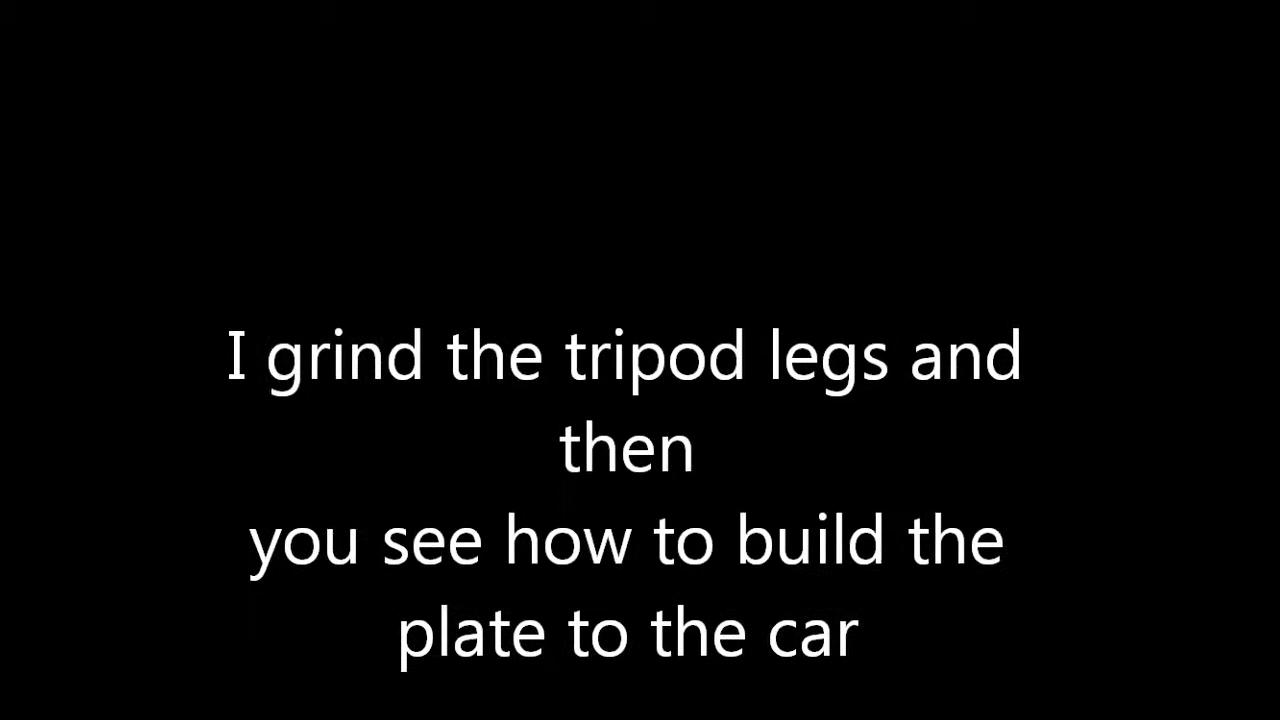 I grind the tripod legs and
then
you see how to build the
plate to the car